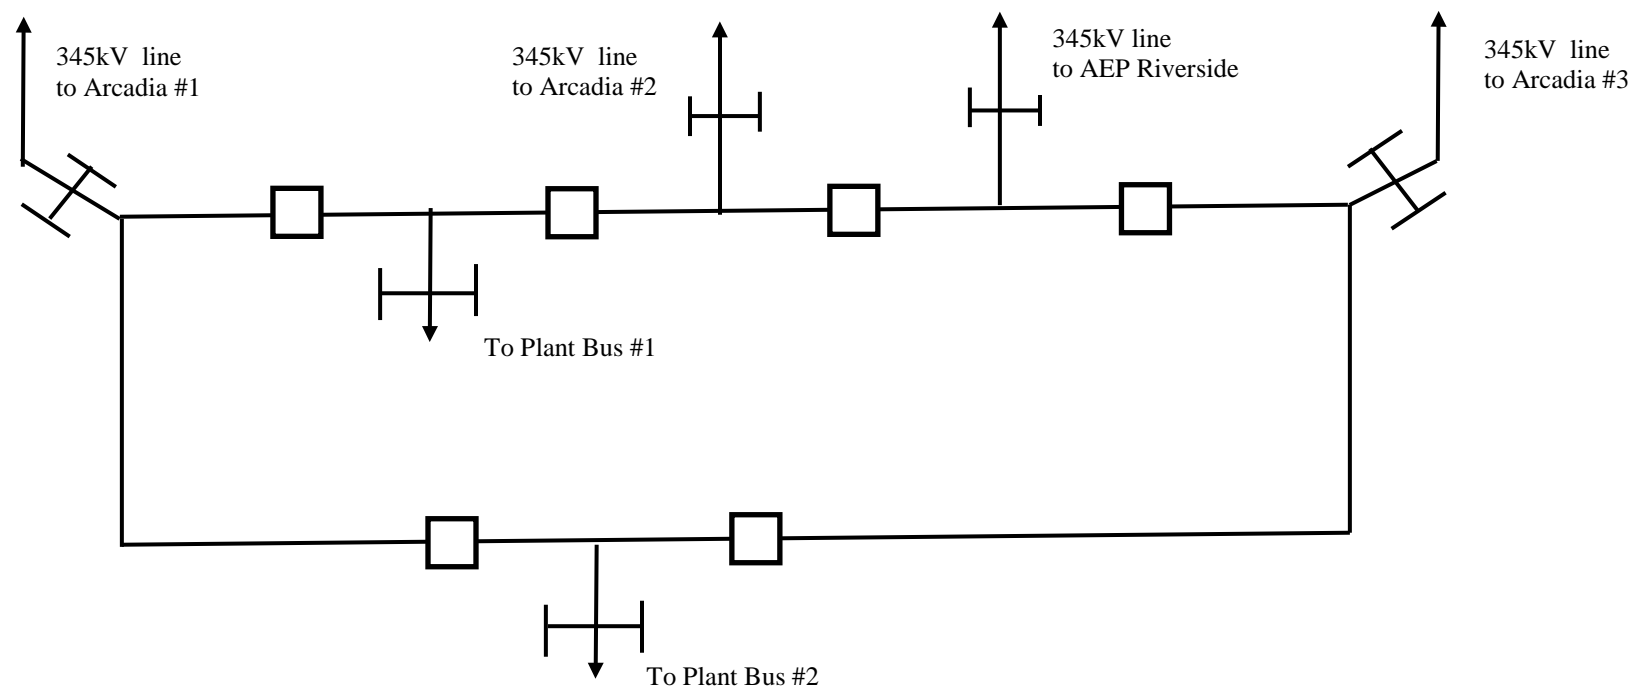 345kV line
to Arcadia #1
345kV line
to Arcadia #2
345kV line
to AEP Riverside
345kV line
to Arcadia #3
To Plant Bus #1
To Plant Bus #2